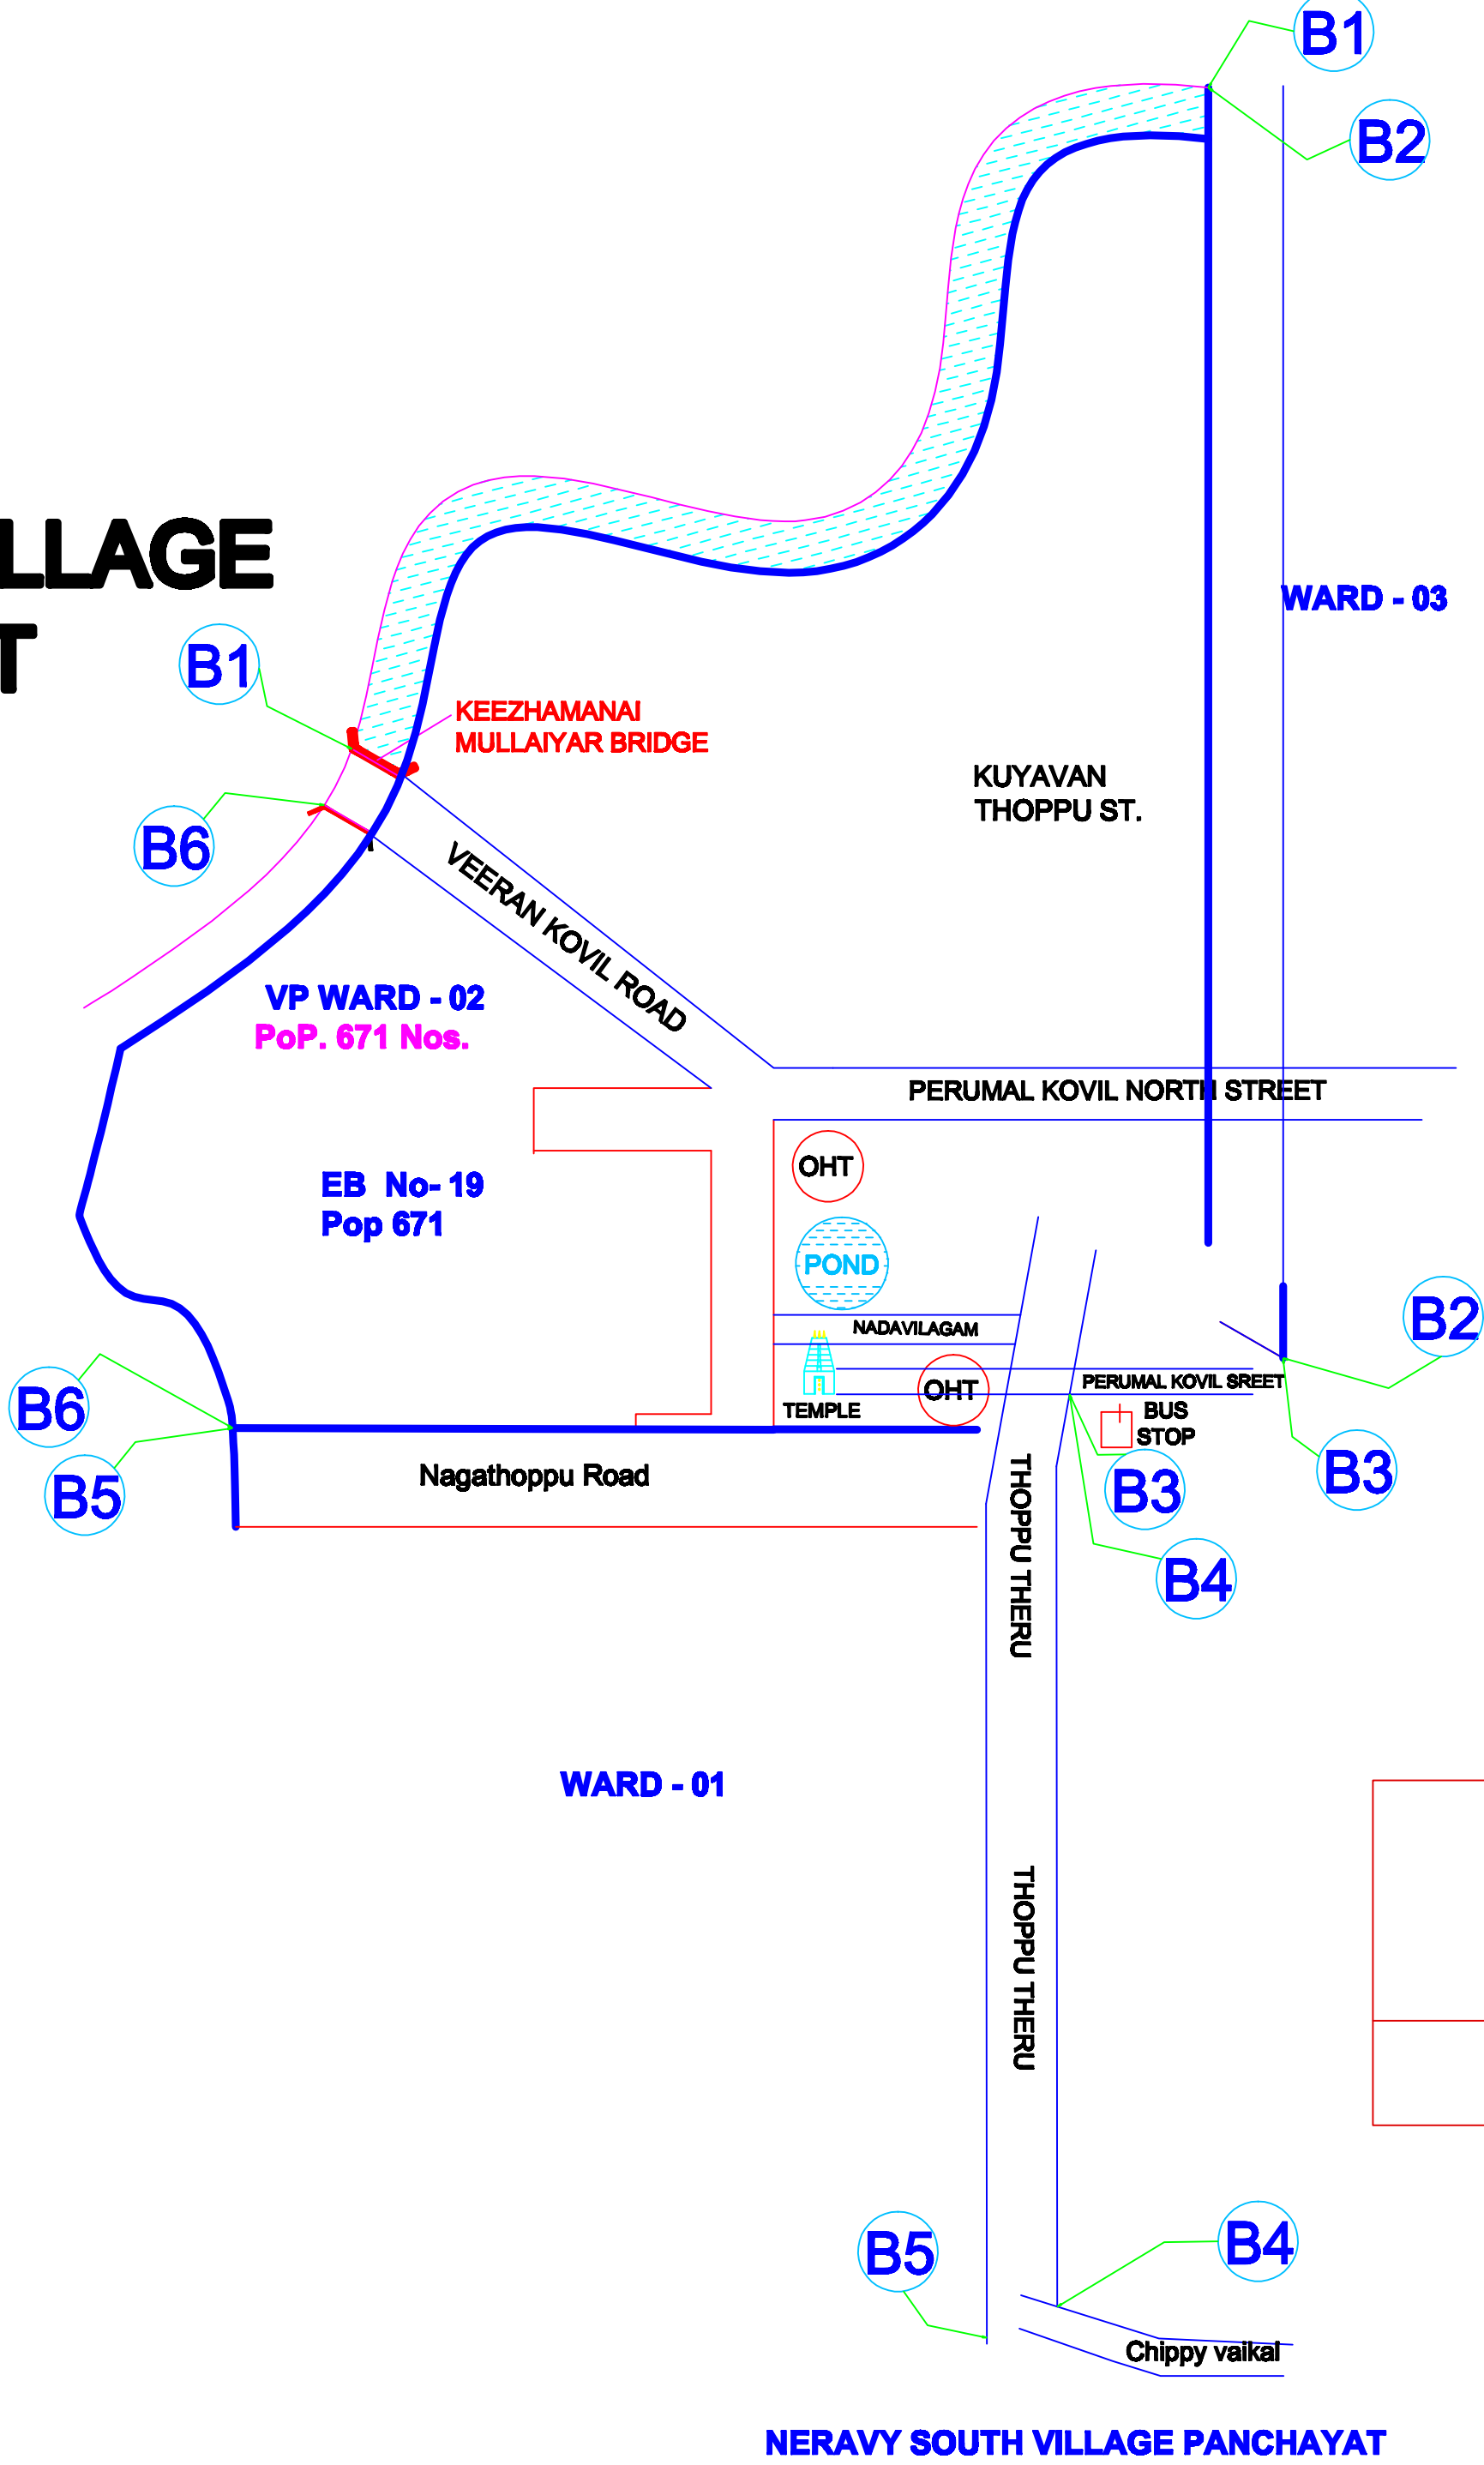 B1
B2
LLAGE
WARD - 03
T
B1
KEEZHAMANAI
MULLAIYAR BRIDGE
KUYAVAN
THOPPU ST.
B6
VEERAN KOVIL ROAD
VP WARD - 02
PoP. 671 Nos.
PERUMAL KOVIL NORTH STREET
OHT
EB No- 19
Pop 671
POND
NADAVILAGAM
B2
PERUMAL KOVIL SREET
OHT
TEMPLE
BUS
STOP
B6
B5
Nagathoppu Road
B3
B3
THOPPU THERU
B4
WARD - 01
THOPPU THERU
B5
B4
Chippy vaikal
NERAVY SOUTH VILLAGE PANCHAYAT